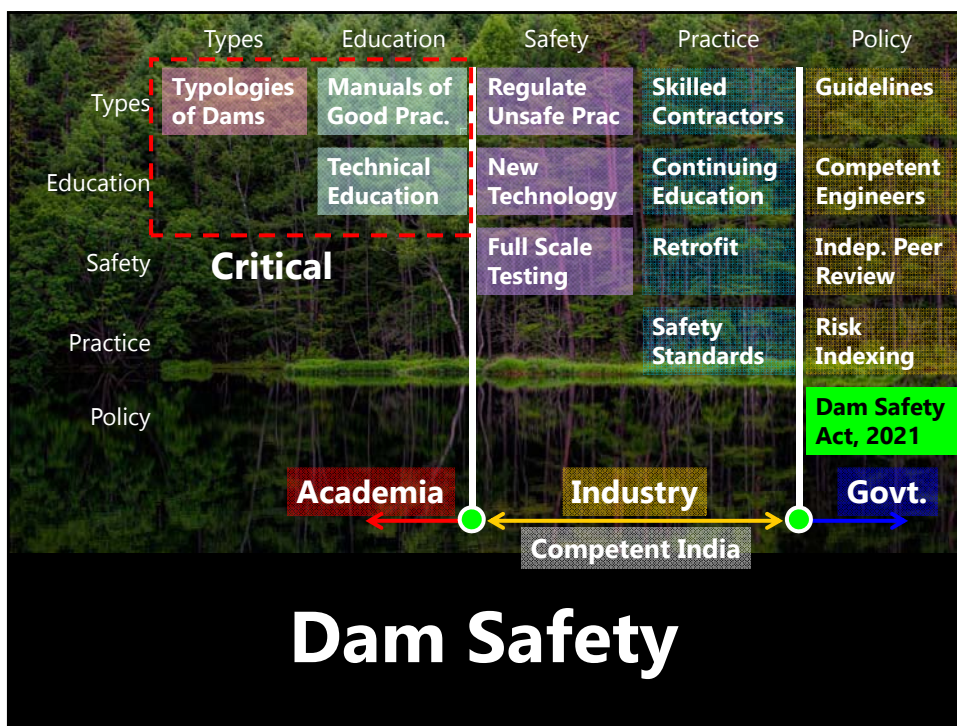 Types Education Safety Practice Policy
Types Typologies Manuals of Regulate Skilled Guidelines
of Dams Good Prac. Unsafe Prac Contractors
Education Technical New Continuing Competent
Education Technology Education Engineers
Safety Critical Full Scale Retrofit Indep. Peer
Testing Review
Practice Safety Risk
Standards Indexing
Policy Dam Safety
Act, 2021
Academia Industry Govt.
Competent India
Dam Safety